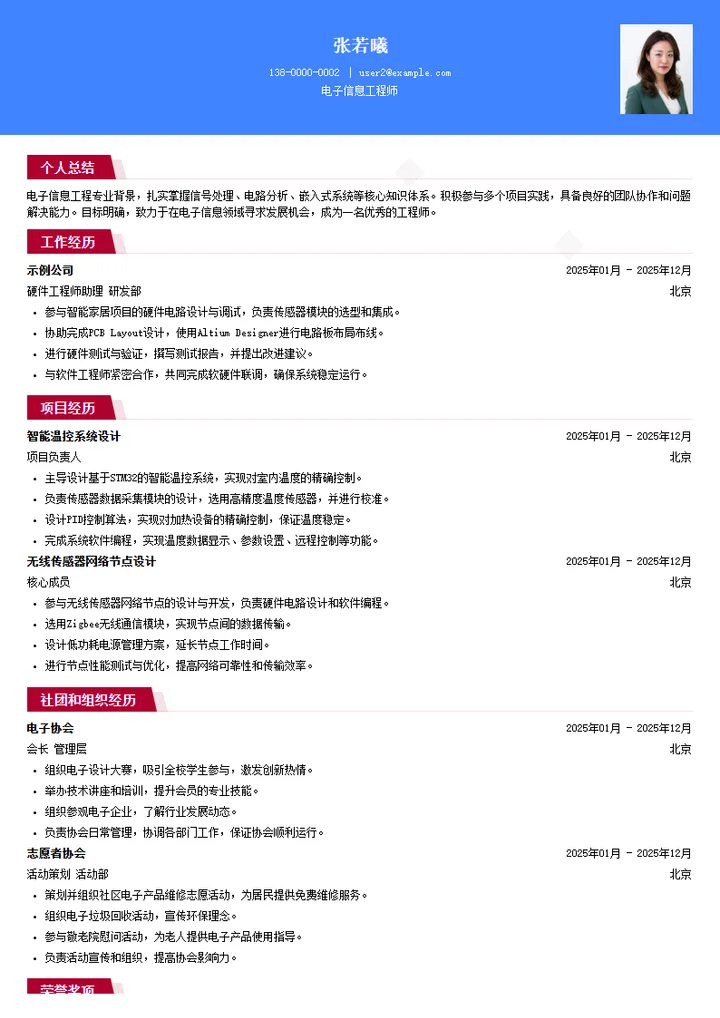 张若曦
138-0000-0002 | user2@example.com
电子信息工程师
个人总结
电子信息工程专业背景，扎实掌握信号处理、电路分析、嵌入式系统等核心知识体系。积极参与多个项目实践，具备良好的团队协作和问题
解决能力。目标明确，致力于在电子信息领域寻求发展机会，成为一名优秀的工程师。
工作经历
示例公司 2025年01月 - 2025年12月
硬件工程师助理 研发部 北京
• 参与智能家居项目的硬件电路设计与调试，负责传感器模块的选型和集成。
• 协助完成PCB Layout设计，使用Altium Designer进行电路板布局布线。
• 进行硬件测试与验证，撰写测试报告，并提出改进建议。
• 与软件工程师紧密合作，共同完成软硬件联调，确保系统稳定运行。
项目经历
智能温控系统设计 2025年01月 - 2025年12月
项目负责人 北京
• 主导设计基于STM32的智能温控系统，实现对室内温度的精确控制。
• 负责传感器数据采集模块的设计，选用高精度温度传感器，并进行校准。
• 设计PID控制算法，实现对加热设备的精确控制，保证温度稳定。
• 完成系统软件编程，实现温度数据显示、参数设置、远程控制等功能。
无线传感器网络节点设计 2025年01月 - 2025年12月
核心成员 北京
• 参与无线传感器网络节点的设计与开发，负责硬件电路设计和软件编程。
• 选用Zigbee无线通信模块，实现节点间的数据传输。
• 设计低功耗电源管理方案，延长节点工作时间。
• 进行节点性能测试与优化，提高网络可靠性和传输效率。
社团和组织经历
电子协会 2025年01月 - 2025年12月
会长 管理层 北京
• 组织电子设计大赛，吸引全校学生参与，激发创新热情。
• 举办技术讲座和培训，提升会员的专业技能。
• 组织参观电子企业，了解行业发展动态。
• 负责协会日常管理，协调各部门工作，保证协会顺利运行。
志愿者协会 2025年01月 - 2025年12月
活动策划 活动部 北京
• 策划并组织社区电子产品维修志愿活动，为居民提供免费维修服务。
• 组织电子垃圾回收活动，宣传环保理念。
• 参与敬老院慰问活动，为老人提供电子产品使用指导。
• 负责活动宣传和组织，提高协会影响力。
荣誉奖项